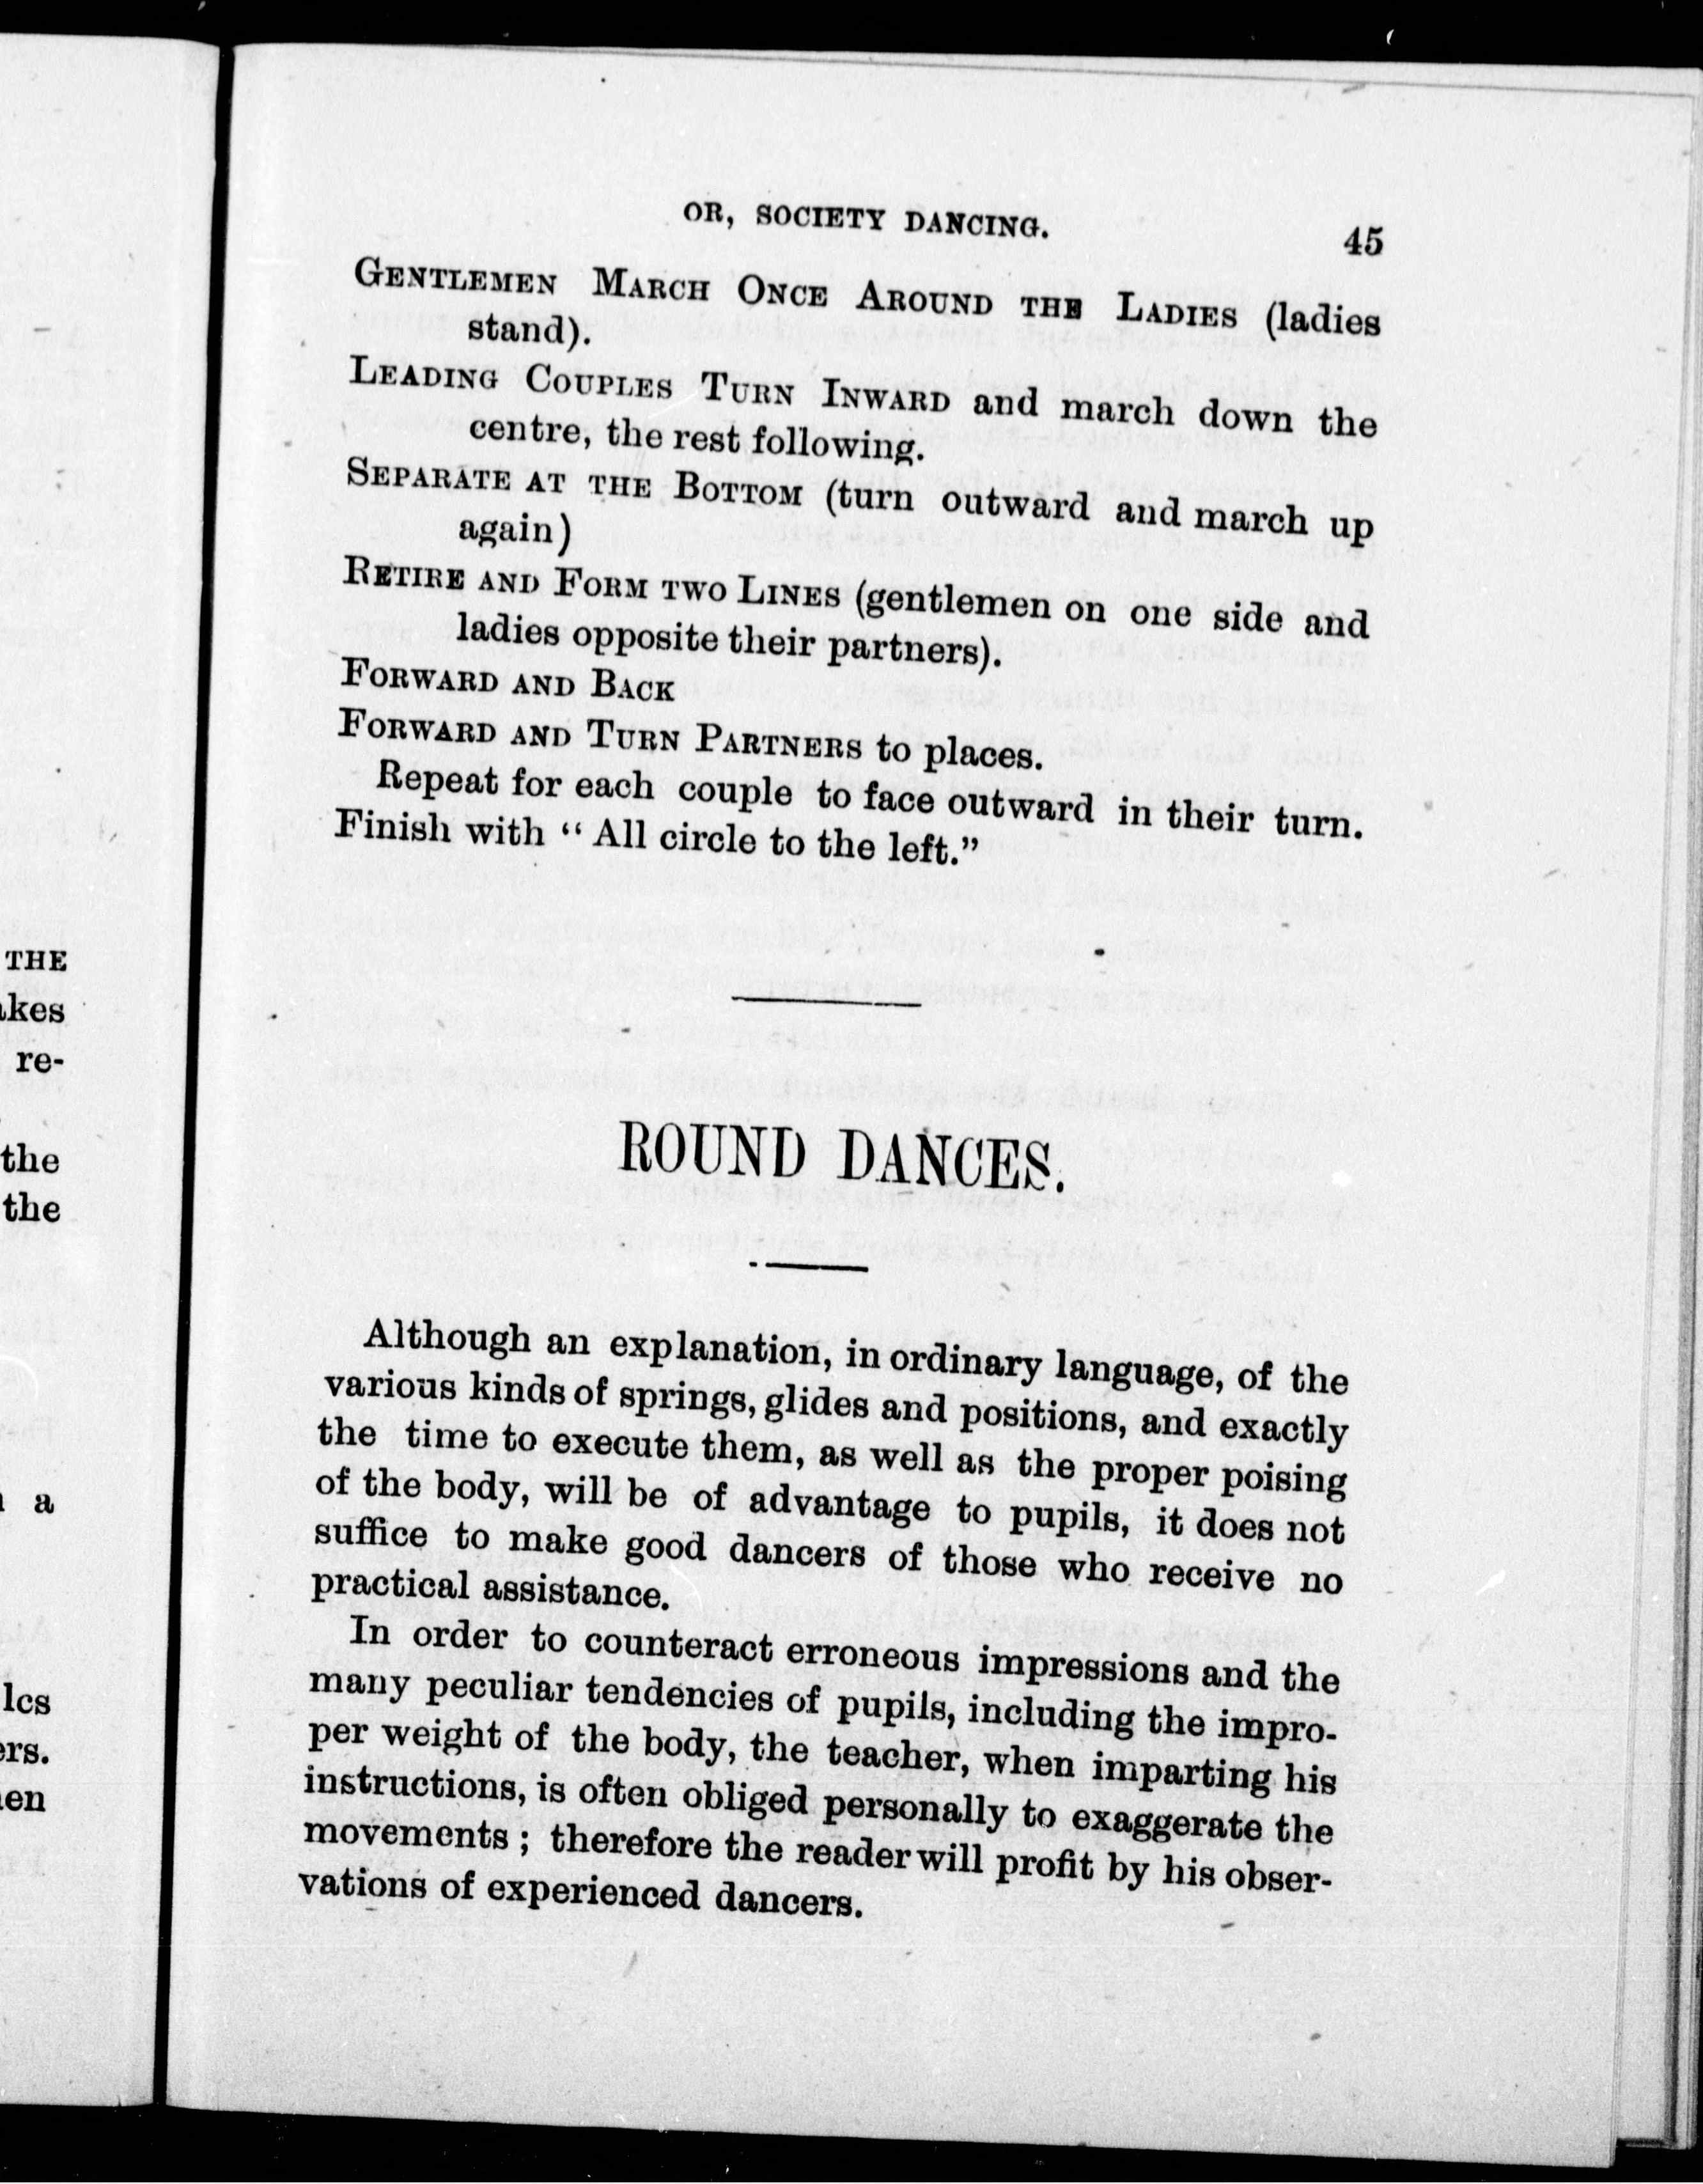 OR, SOCIETY DANCING. 45
GENTLEMEN MARCH ONCE AROUND THE LADIES (ladies
stand).
LEADING COUPLES TURN INWARD and march down the
centre, the rest following.
SEPARATE AT THE BOTTOM (turn outward and march up
again)
RETIRE AND FORM TWO LINES (gentlemen on one side and
ladies opposite their partners).
FORWARD AND BACK
FORWARD AND TURN PARTNERS to places.
Repeat for each couple to face outward in their turn.
Finish with “ All circle to the left.”
ROUND DANCES.
Although an explanation, in ordinary language, of the
various kinds of springs, glides and positions, and exactly
the time to execute them, as well as the proper poising
of the body, will be of advantage to pupils, it does not
suffice to make good dancers of those who receive no
practical assistance.
In order to counteract erroneous impressions and the
many peculiar tendencies of pupils, including the impro-
per weight of the body, the teacher, when imparting his
instructions, is often obliged personally to exaggerate the
movements ; therefore the reader will profit by his obser-
vations of experienced dancers.
THE
re-
the
the
a